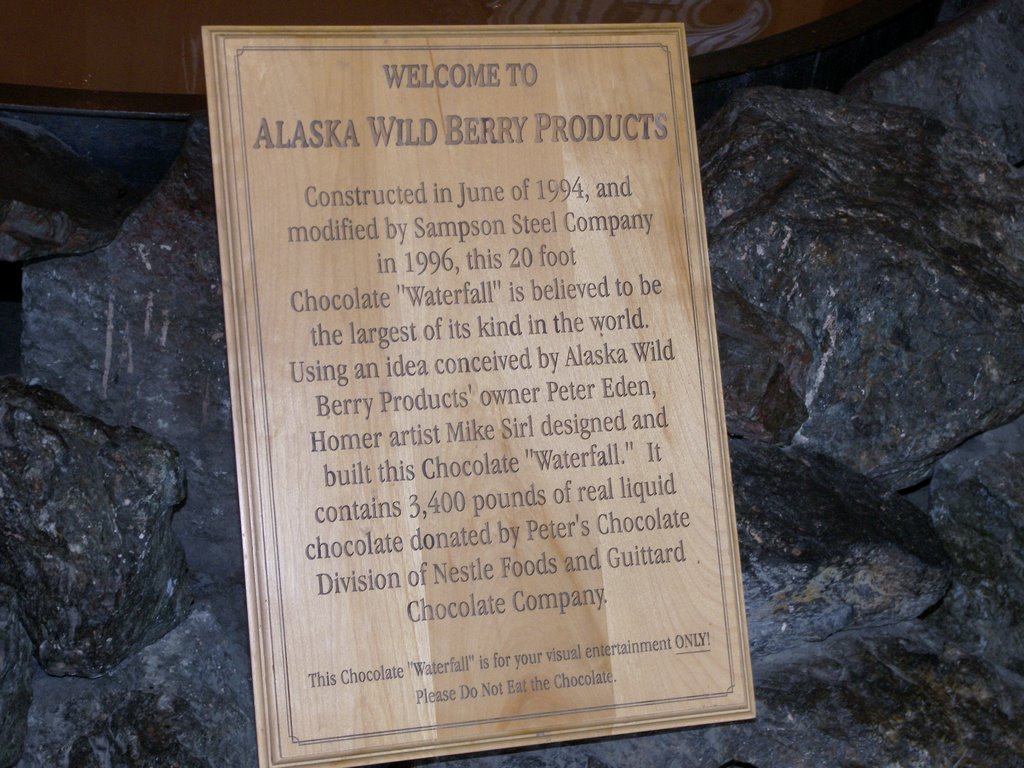 WELCOME TO
ALASKA WILD BERRY PRODUCTS
Constructed in June of 1994, and
modified by Sampson Steel Company
in 1996, this 20 foot
Chocolate "Waterfall" is believed to be
the largest of its kind in the world.
Using an idea conceived by Alaska Wild
Berry Products' owner Peter Eden,
Homer artist Mike Sirl designed and
built this Chocolate "Waterfall." It
contains 3,400 pounds of real liquid
chocolate donated by Peter's Chocolate
Division of Nestle Foods and Guittard
Chocolate Company.
This Chocolate "Waterfall" is for your visual entertainment ONLY!
Please Do Not Eat the Chocolate.